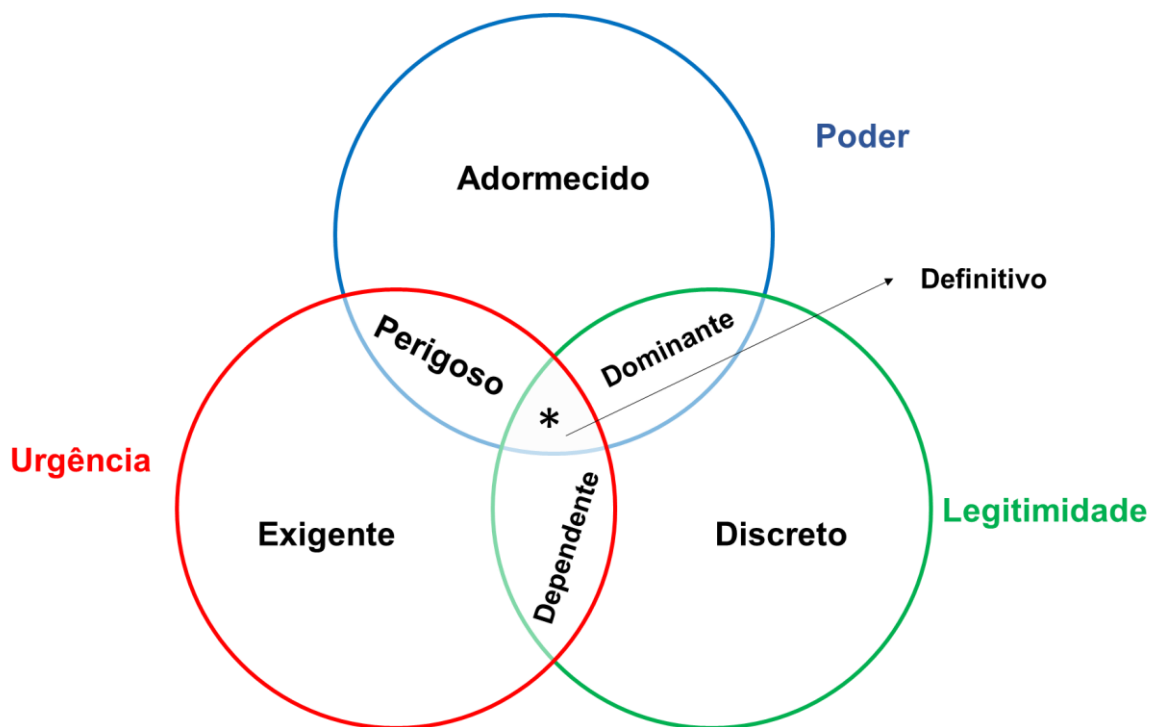 Poder
Adormecido
Definitivo
Perigoso
Dominante
*
Urgência
Legitimidade
Exigente
Dependente
Discreto